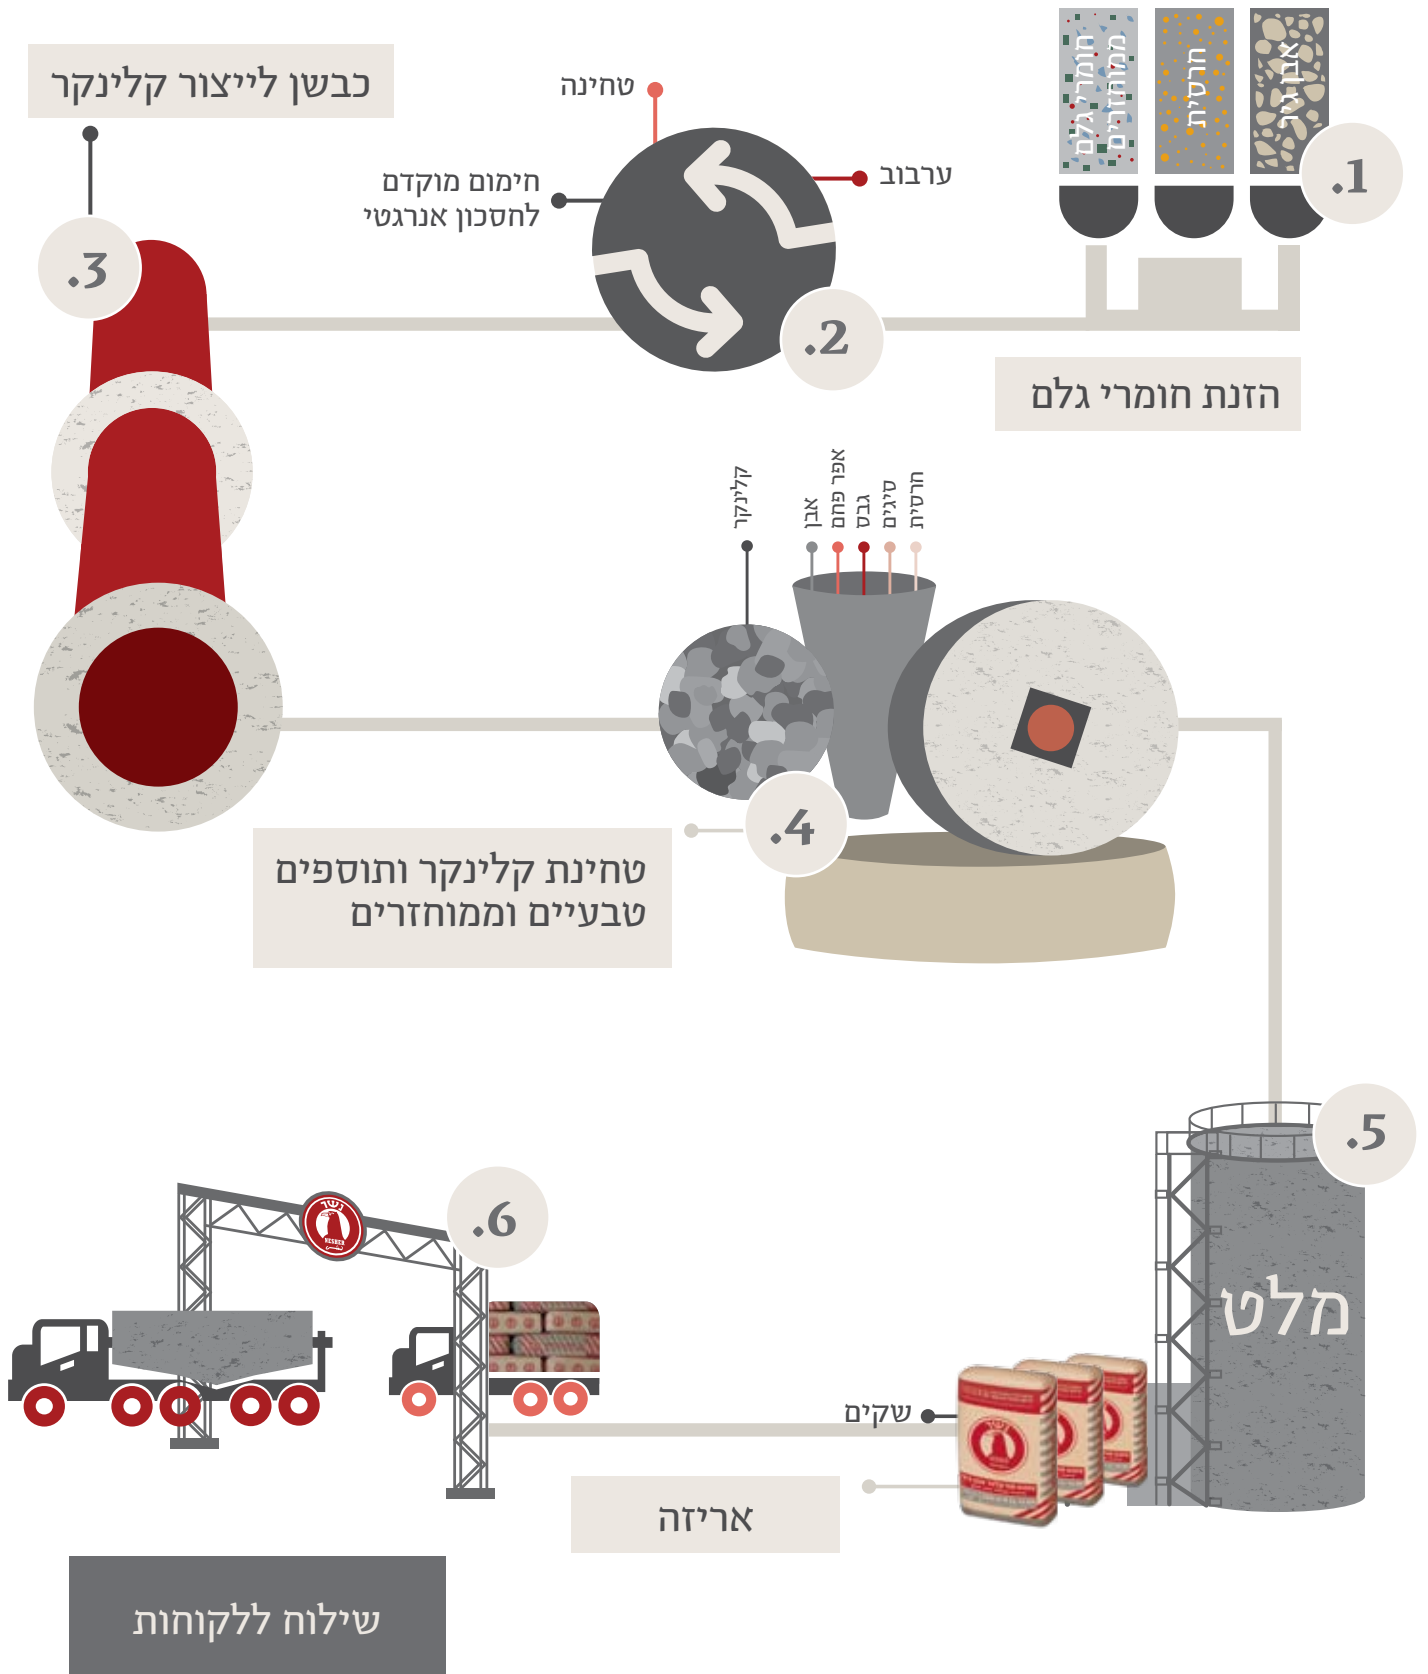 אבן גיר
חרסית
חומרי גלם
ממוחזרים
1.
הזנת חומרי גלם
טחינה
ערבוב
חימום מוקדם
לחסכון אנרגטי
2.
כבשן לייצור קלינקר
3.
קלינקר
אבן
אפר פחם
גבס
סיגים
חרסית
4.
טחינת קלינקר ותוספים
טבעיים וממוחזרים
5.
מלט
שקים
אריזה
6.
נשר
NESHER
שילוח ללקוחות